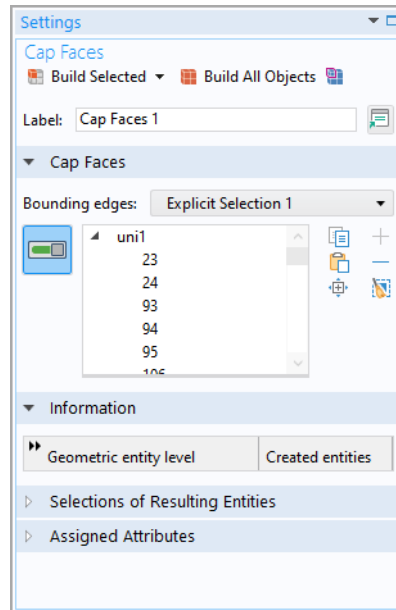 Settings
Cap Faces
Build Selected Build All Objects
Label: Cap Faces 1
Cap Faces
Bounding edges: Explicit Selection 1
uni1
23
24
93
94
95
106
Information
Geometric entity level Created entities
Selections of Resulting Entities
Assigned Attributes